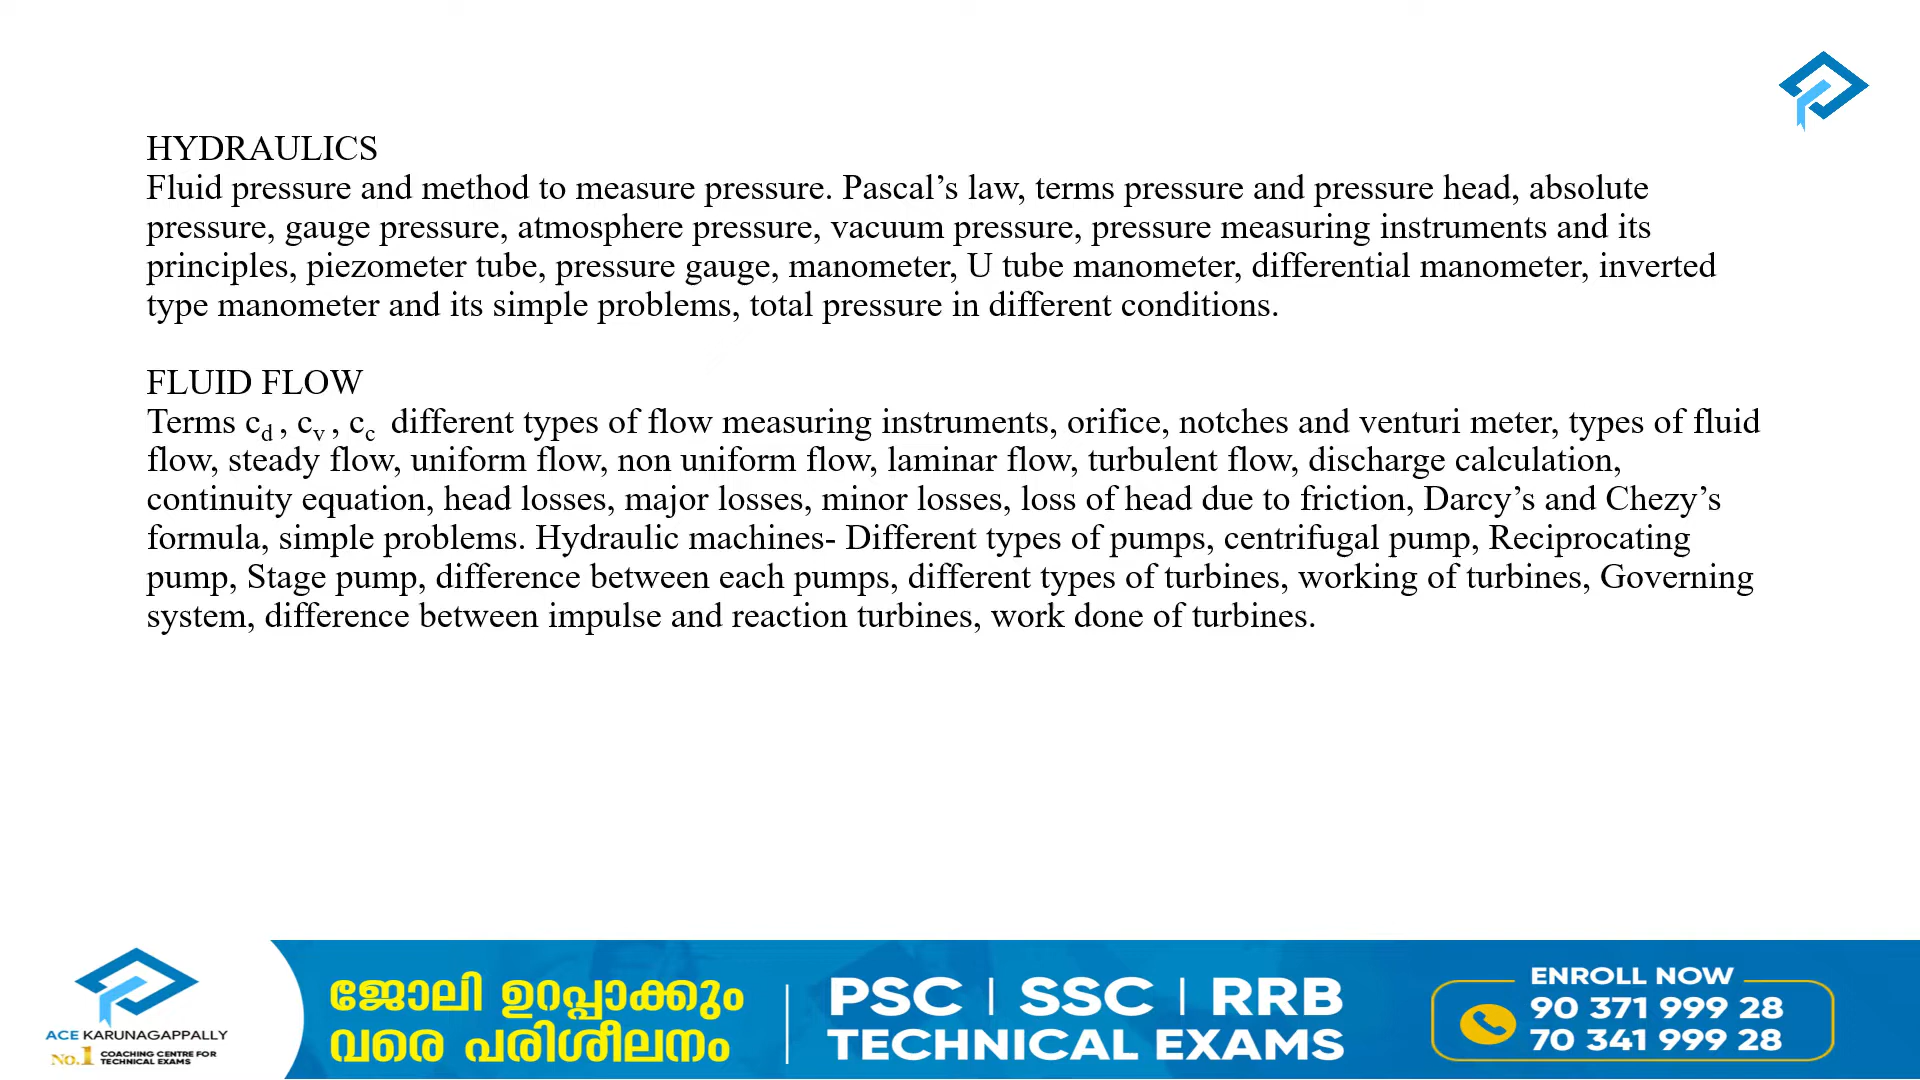 HYDRAULICS
Fluid pressure and method to measure pressure. Pascal’s law, terms pressure and pressure head, absolute
pressure, gauge pressure, atmosphere pressure, vacuum pressure, pressure measuring instruments and its
principles, piezometer tube, pressure gauge, manometer, U tube manometer, differential manometer, inverted
type manometer and its simple problems, total pressure in different conditions.
FLUID FLOW
Terms c_d , c_v , c_c different types of flow measuring instruments, orifice, notches and venturi meter, types of fluid
flow, steady flow, uniform flow, non uniform flow, laminar flow, turbulent flow, discharge calculation,
continuity equation, head losses, major losses, minor losses, loss of head due to friction, Darcy’s and Chezy’s
formula, simple problems. Hydraulic machines- Different types of pumps, centrifugal pump, Reciprocating
pump, Stage pump, difference between each pumps, different types of turbines, working of turbines, Governing
system, difference between impulse and reaction turbines, work done of turbines.
ACE KARUNAGAPPALLY
No.1 COACHING CENTRE FOR
TECHNICAL EXAMS
ജോലി ഉറപ്പാക്കും
വരെ പരിശീലനം
PSC | SSC | RRB
TECHNICAL EXAMS
ENROLL NOW
90 371 999 28
70 341 999 28